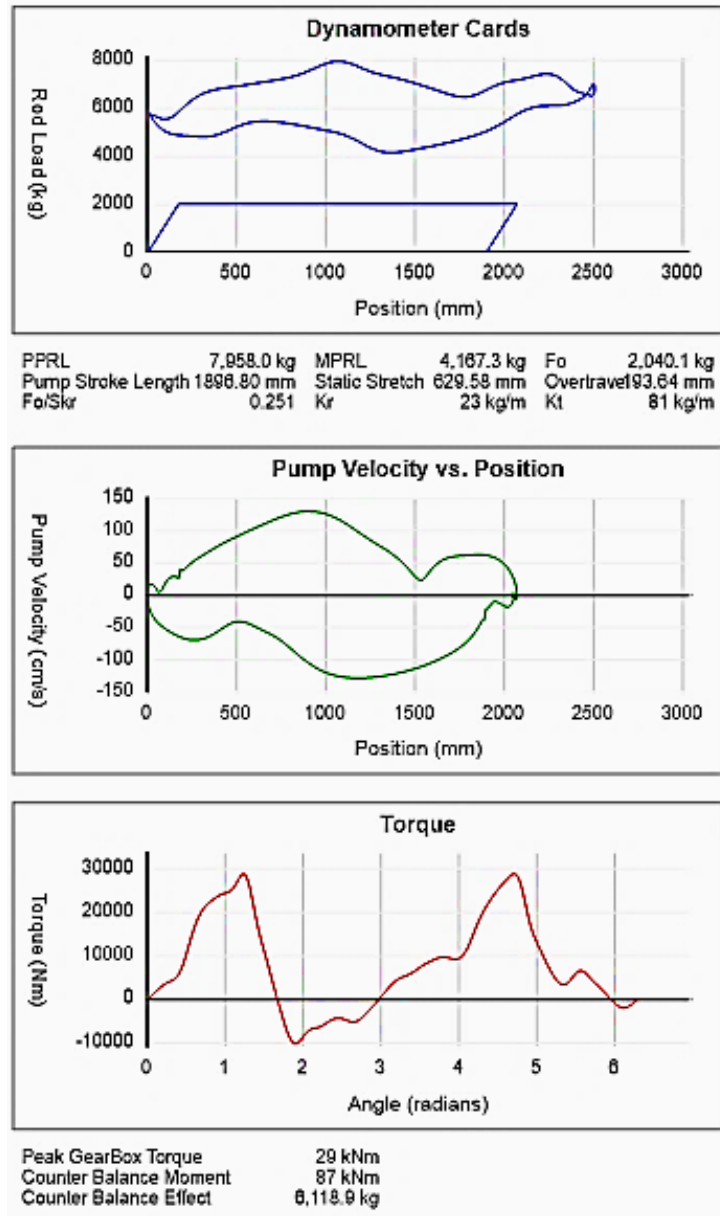 Dynamometer Cards
Rod Load (kg)
8000
6000
4000
2000
0
0 500 1000 1500 2000 2500 3000
Position (mm)
PPRL 7,958.0 kg MPRL 4,167.3 kg Fo 2,040.1 kg
Pump Stroke Length 1896.80 mm Static Stretch 629.58 mm Overtravel193.64 mm
Fo/Skr 0.251 Kr 23 kg/m Kt 81 kg/m
Pump Velocity vs. Position
Pump Velocity (cm/s)
150
100
50
0
-50
-100
-150
0 500 1000 1500 2000 2500 3000
Position (mm)
Torque
Torque (Nm)
30000
20000
10000
0
-10000
0 1 2 3 4 5 6
Angle (radians)
Peak GearBox Torque 29 kNm
Counter Balance Moment 87 kNm
Counter Balance Effect 6,118.9 kg